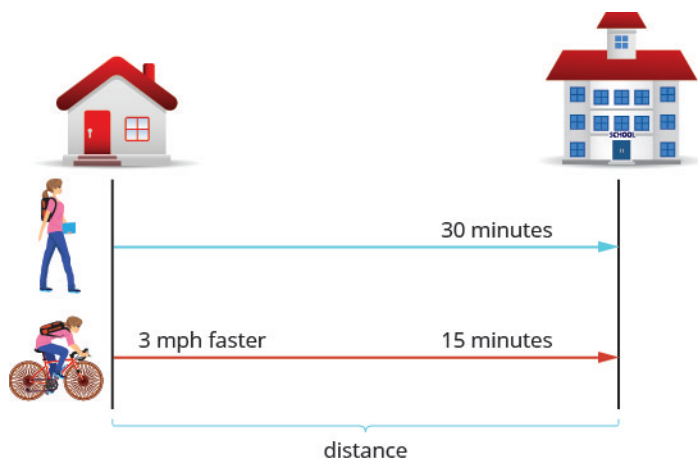 SCHOOL
30 minutes
3 mph faster
15 minutes
distance